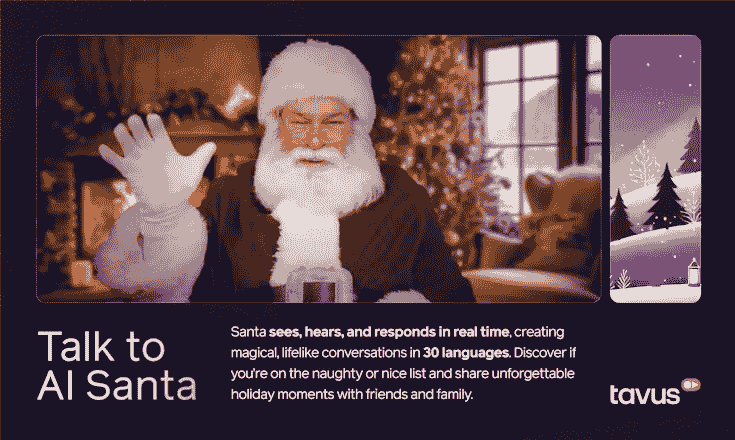 Talk to
AI Santa
Santa sees, hears, and responds in real time, creating
magical, lifelike conversations in 30 languages. Discover if
you're on the naughty or nice list and share unforgettable
holiday moments with friends and family.
tavus